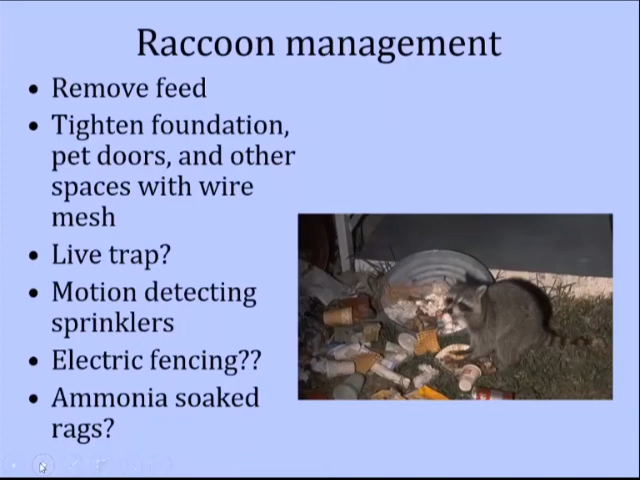 Raccoon management
• Remove feed
• Tighten foundation,
pet doors, and other
spaces with wire
mesh
• Live trap?
• Motion detecting
sprinklers
• Electric fencing??
• Ammonia soaked
rags?